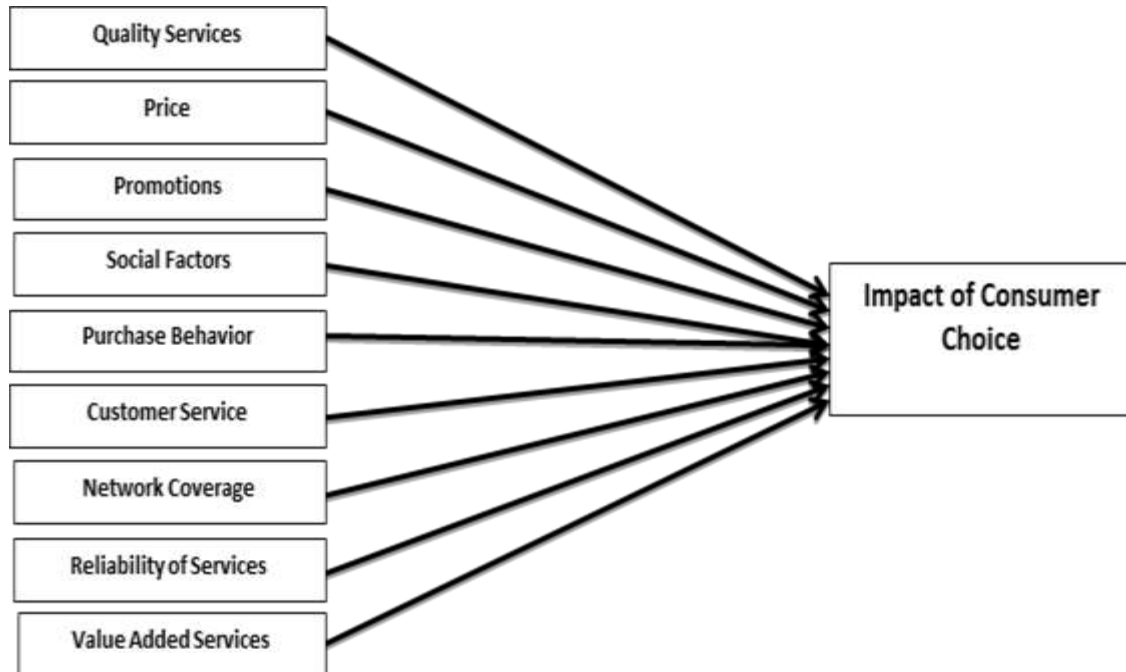 Quality Services
Price
Promotions
Social Factors
Purchase Behavior
Customer Service
Network Coverage
Reliability of Services
Value Added Services
Impact of Consumer
Choice